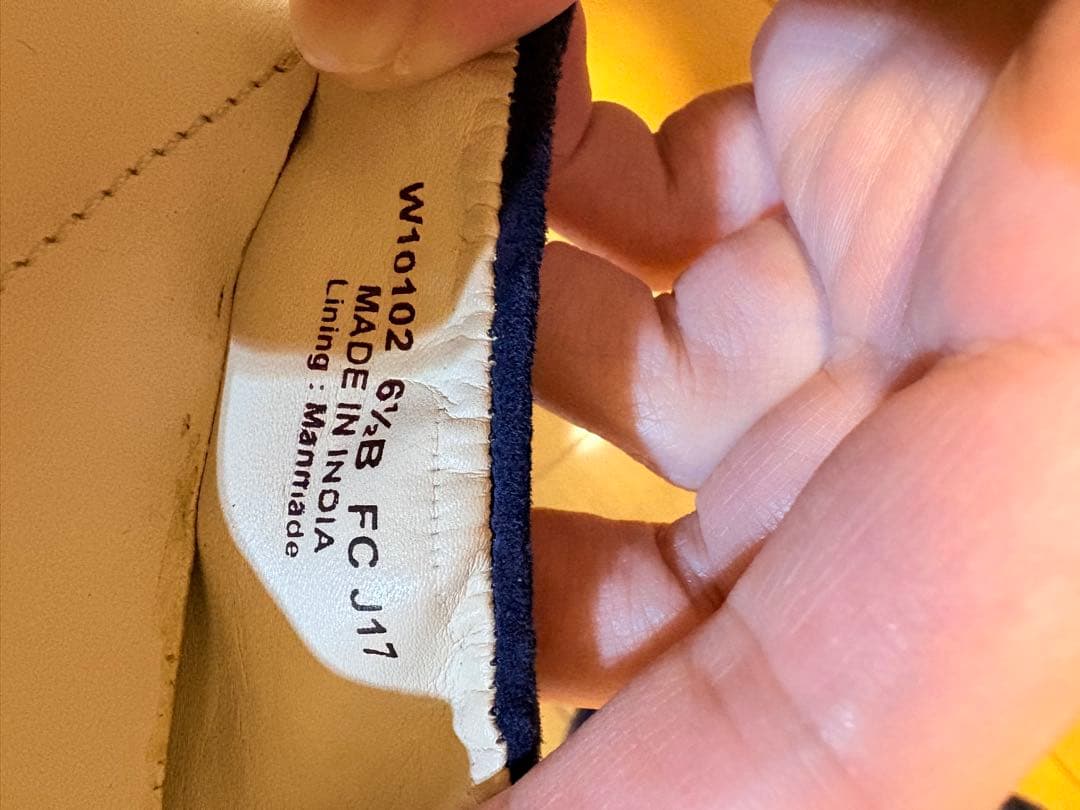 W10102 6½B FC J17
MADE IN INDIA
Lining : Manmade